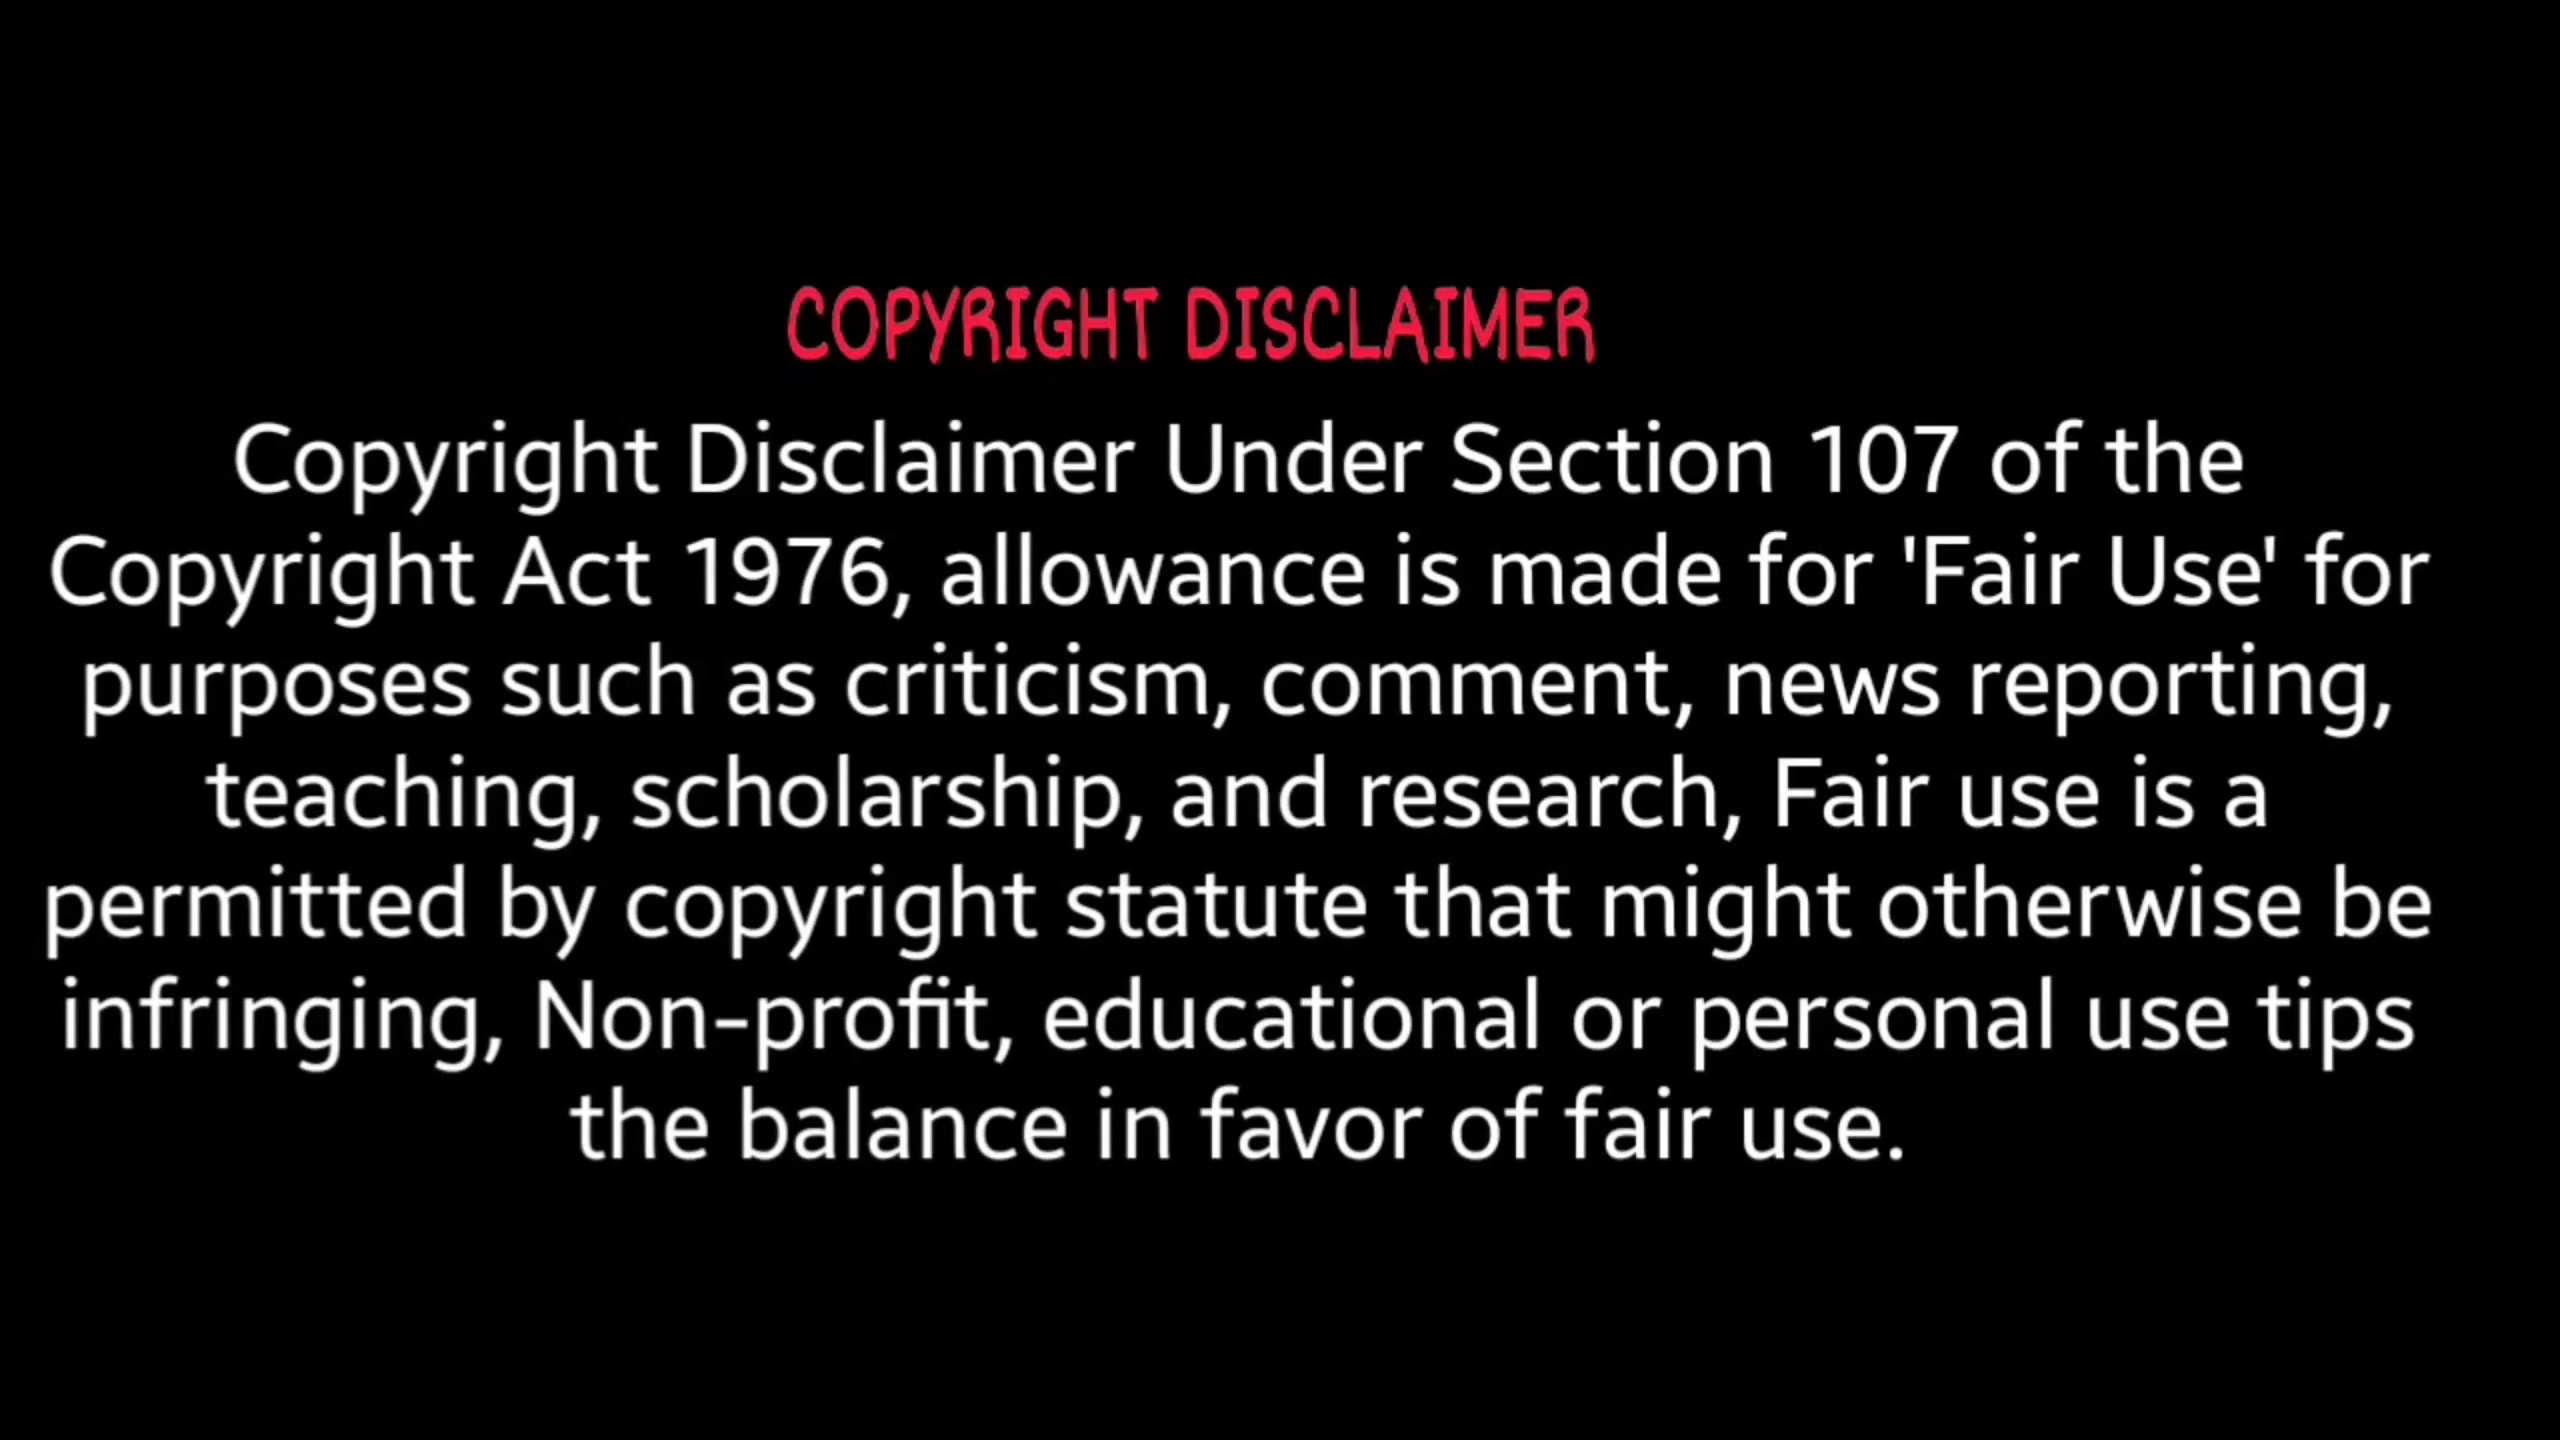 COPYRIGHT DISCLAIMER
Copyright Disclaimer Under Section 107 of the
Copyright Act 1976, allowance is made for 'Fair Use' for
purposes such as criticism, comment, news reporting,
teaching, scholarship, and research, Fair use is a
permitted by copyright statute that might otherwise be
infringing, Non-profit, educational or personal use tips
the balance in favor of fair use.